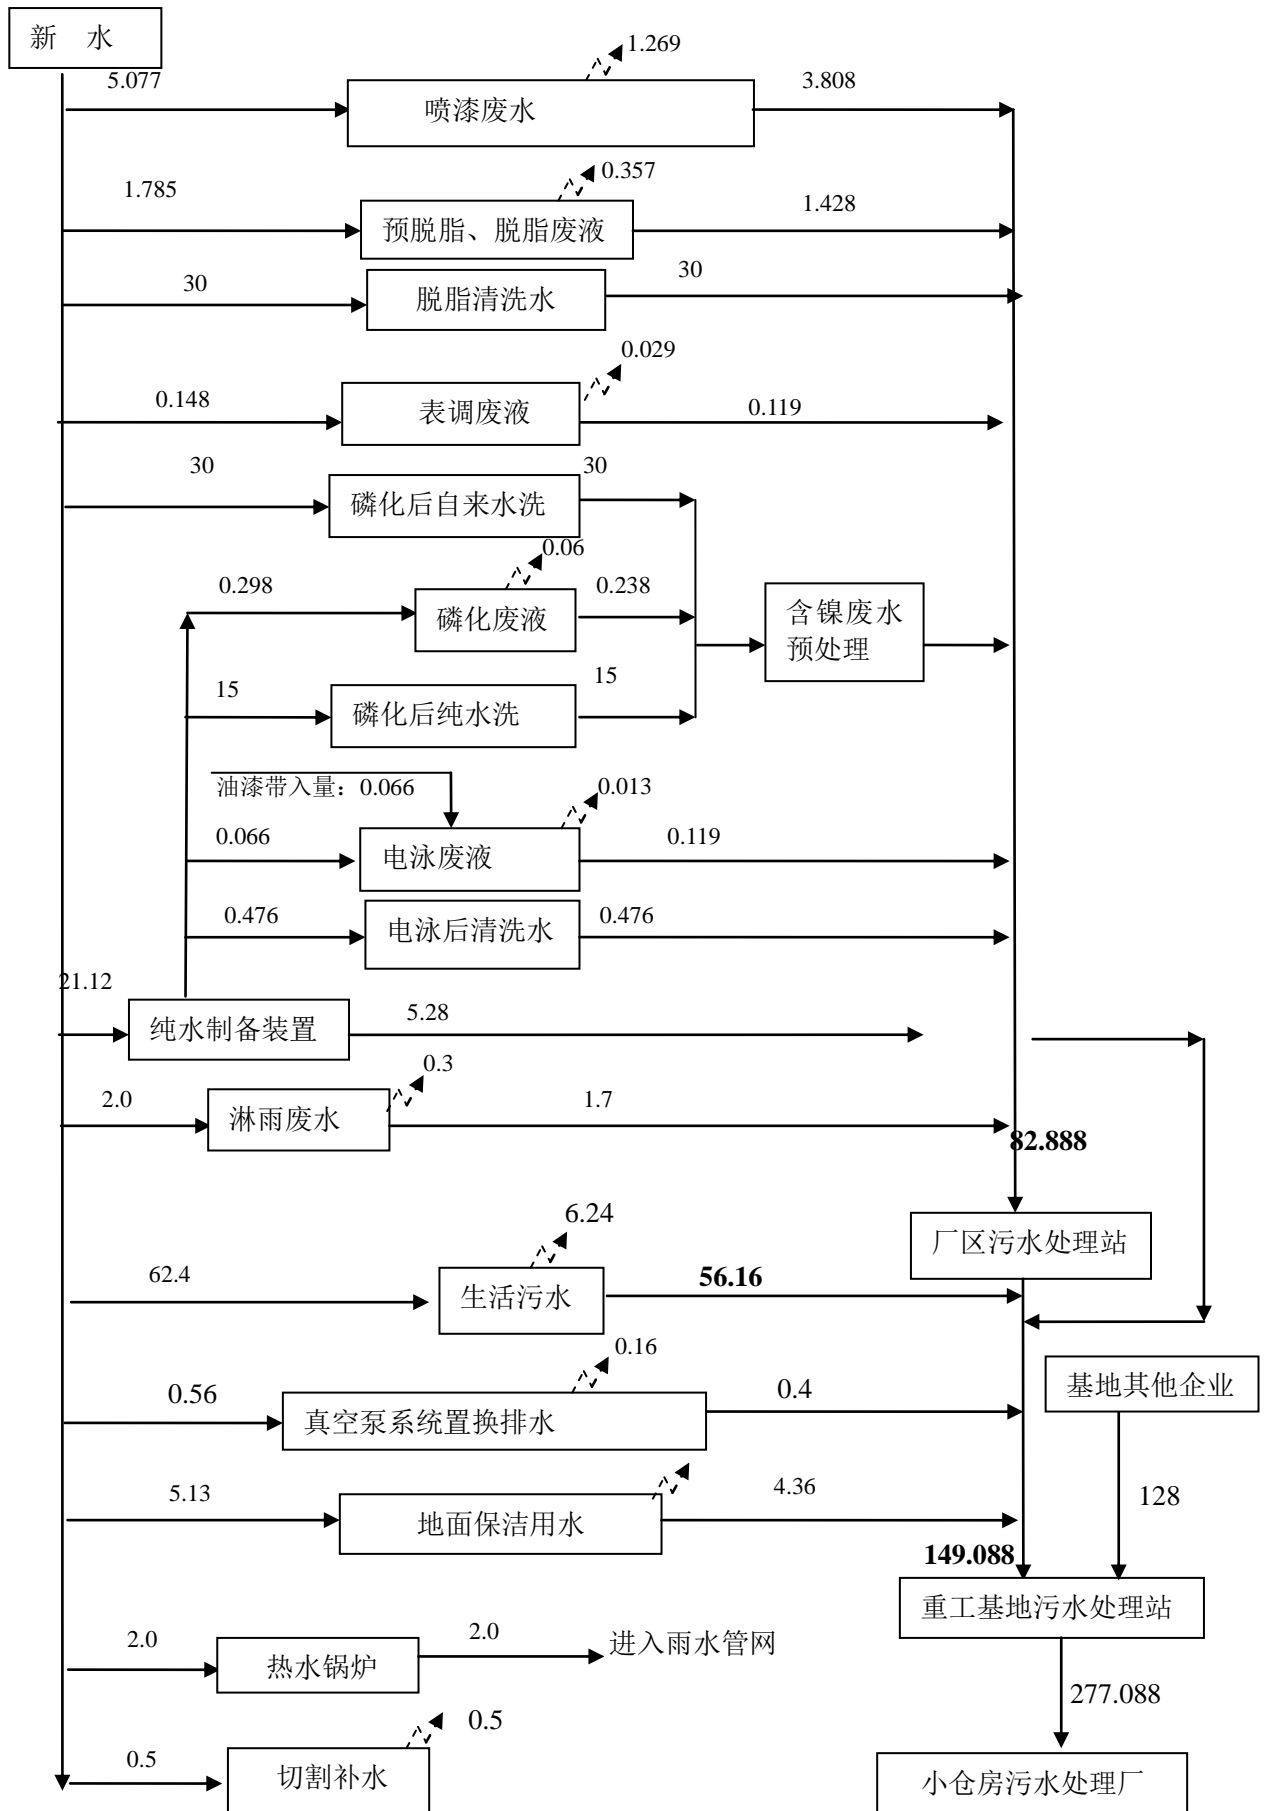 新 水
1.269
5.077
3.808
喷漆废水
0.357
1.785
1.428
预脱脂、脱脂废液
30
30
脱脂清洗水
0.029
0.148
0.119
表调废液
30
30
磷化后自来水洗
0.06
0.298
0.238
磷化废液
含镍废水
预处理
15
15
磷化后纯水洗
油漆带入量：0.066
0.013
0.066
0.119
电泳废液
0.476
0.476
电泳后清洗水
21.12
5.28
纯水制备装置
0.3
2.0
1.7
淋雨废水
82.888
6.24
厂区污水处理站
62.4
56.16
生活污水
0.16
0.56
0.4
基地其他企业
真空泵系统置换排水
5.13
4.36
128
地面保洁用水
149.088
重工基地污水处理站
2.0
2.0
进入雨水管网
热水锅炉
277.088
0.5
0.5
切割补水
小仓房污水处理厂